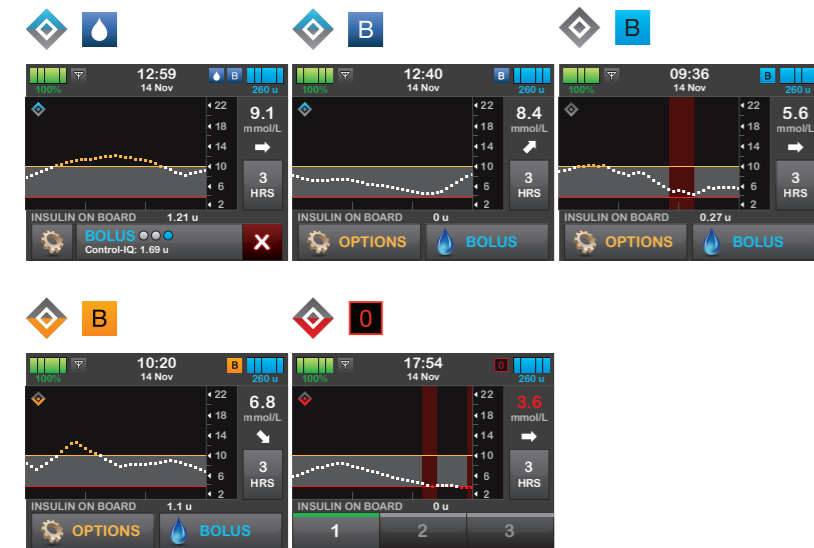 B
B
12:59
14 Nov
B
100%
260 u
22
18
14
10
6
2
9.1
mmol/L
3
HRS
INSULIN ON BOARD 1.21 u
BOLUS
Control-IQ: 1.69 u
X
12:40
14 Nov
B
100%
260 u
22
18
14
10
6
2
8.4
mmol/L
3
HRS
INSULIN ON BOARD 0 u
OPTIONS
BOLUS
09:36
14 Nov
B
100%
260 u
22
18
14
10
6
2
5.6
mmol/L
3
HRS
INSULIN ON BOARD 0.27 u
OPTIONS
BOLUS
B
0
10:20
14 Nov
B
100%
260 u
22
18
14
10
6
2
6.8
mmol/L
3
HRS
INSULIN ON BOARD 1.1 u
OPTIONS
BOLUS
17:54
14 Nov
0
100%
260 u
22
18
14
10
6
2
3.6
mmol/L
3
HRS
INSULIN ON BOARD 0 u
1
2
3